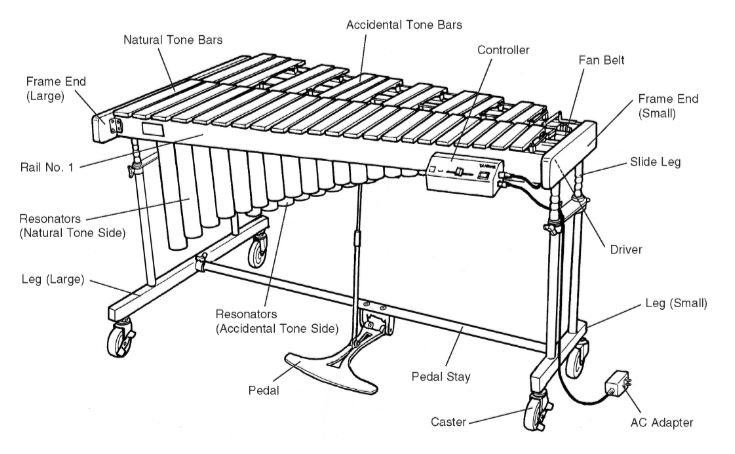 Accidental Tone Bars
Natural Tone Bars
Controller
Fan Belt
Frame End
(Large)
Frame End
(Small)
Rail No. 1
Slide Leg
Resonators
(Natural Tone Side)
Driver
Leg (Large)
Leg (Small)
Resonators
(Accidental Tone Side)
Pedal
Pedal Stay
Caster
AC Adapter